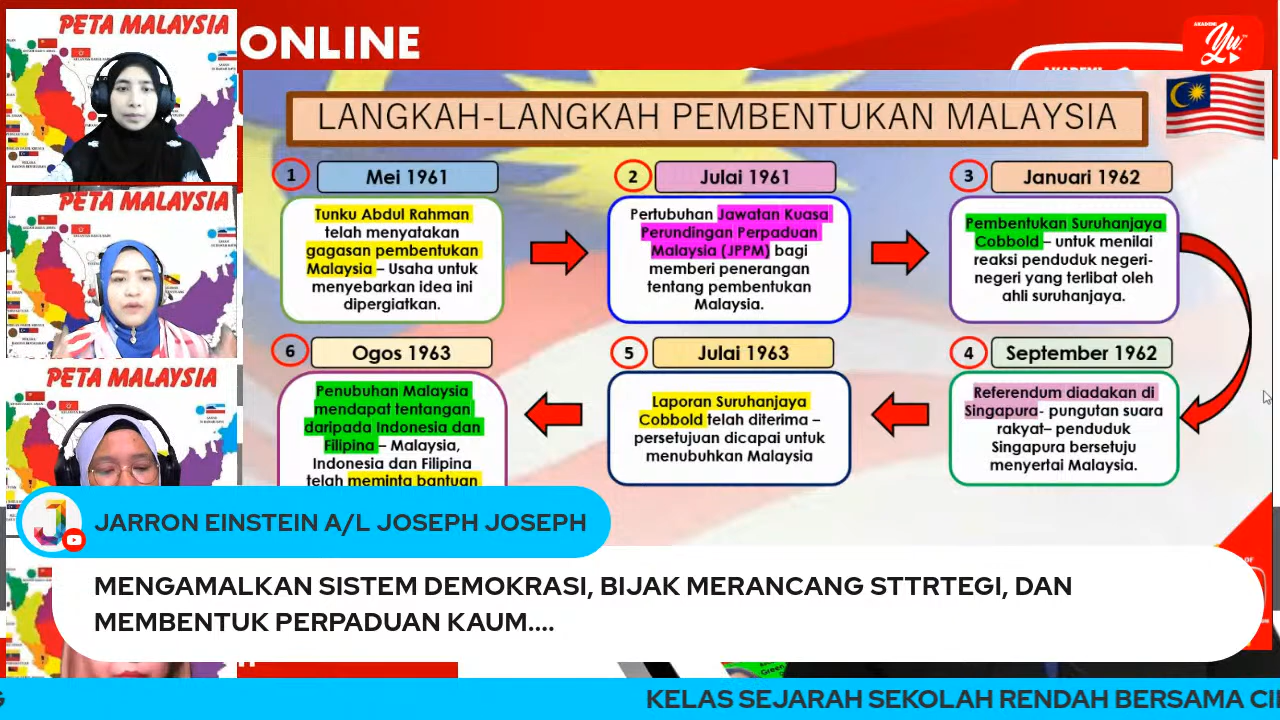 PETA MALAYSIA
ONLINE
AKADEMI
LANGKAH-LANGKAH PEMBENTUKAN MALAYSIA
1
Mei 1961
Tunku Abdul Rahman
telah menyatakan
gagasan pembentukan
Malaysia – Usaha untuk
menyebarkan idea ini
dipergiatkan.
2
Julai 1961
Pertubuhan Jawatan Kuasa
Perundingan Perpaduan
Malaysia (JPPM) bagi
memberi penerangan
tentang pembentukan
Malaysia.
3
Januari 1962
Pembentukan Suruhanjaya
Cobbold – untuk menilai
reaksi penduduk negeri-
negeri yang terlibat oleh
ahli suruhanjaya.
4
September 1962
Referendum diadakan di
Singapura- pungutan suara
rakyat– penduduk
Singapura bersetuju
menyertai Malaysia.
5
Julai 1963
Laporan Suruhanjaya
Cobbold telah diterima –
persetujuan dicapai untuk
menubuhkan Malaysia
6
Ogos 1963
Penubuhan Malaysia
mendapat tentangan
daripada Indonesia dan
Filipina – Malaysia,
Indonesia dan Filipina
telah meminta bantuan
PETA MALAYSIA
PETA MALAYSIA
JARRON EINSTEIN A/L JOSEPH JOSEPH
MENGAMALKAN SISTEM DEMOKRASI, BIJAK MERANCANG STTRTEGI, DAN
MEMBENTUK PERPADUAN KAUM....
KELAS SEJARAH SEKOLAH RENDAH BERSAMA